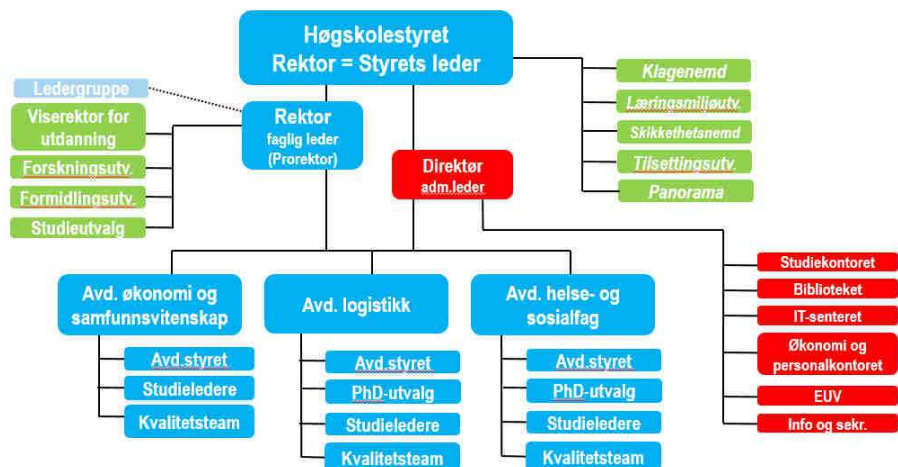 Høgskolestyret
Rektor = Styrets leder
Ledergruppe
Viserektor for
utdanning
Forskningsutv.
Formidlingsutv.
Studieutvalg
Rektor
faglig leder
(Prorektor)
Direktør
adm.leder
Klagenemd
Læringsmiljøutv.
Skikkethetsnemd
Tilsettingsutv.
Panorama
Avd. økonomi og
samfunnsvitenskap
Avd.styret
Studieledere
Kvalitetsteam
Avd. logistikk
Avd.styret
PhD-utvalg
Studieledere
Kvalitetsteam
Avd. helse- og
sosialfag
Avd.styret
PhD-utvalg
Studieledere
Kvalitetsteam
Studiekontoret
Biblioteket
IT-senteret
Økonomi og
personalkontoret
EUV
Info og sekr.